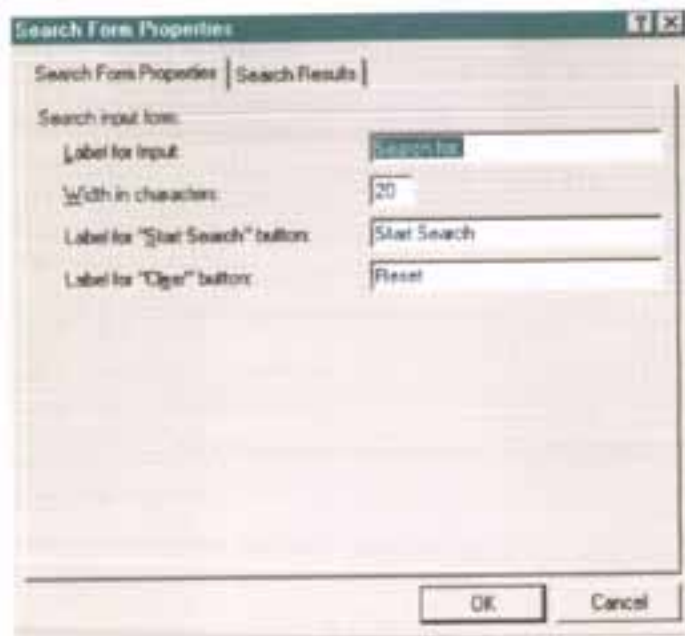 Search Form Properties
Search Form Properties Search Results
Search input form:
Label for Input: Search for:
Width in characters: 20
Label for "Start Search" button: Start Search
Label for "Clear" button: Reset
OK Cancel